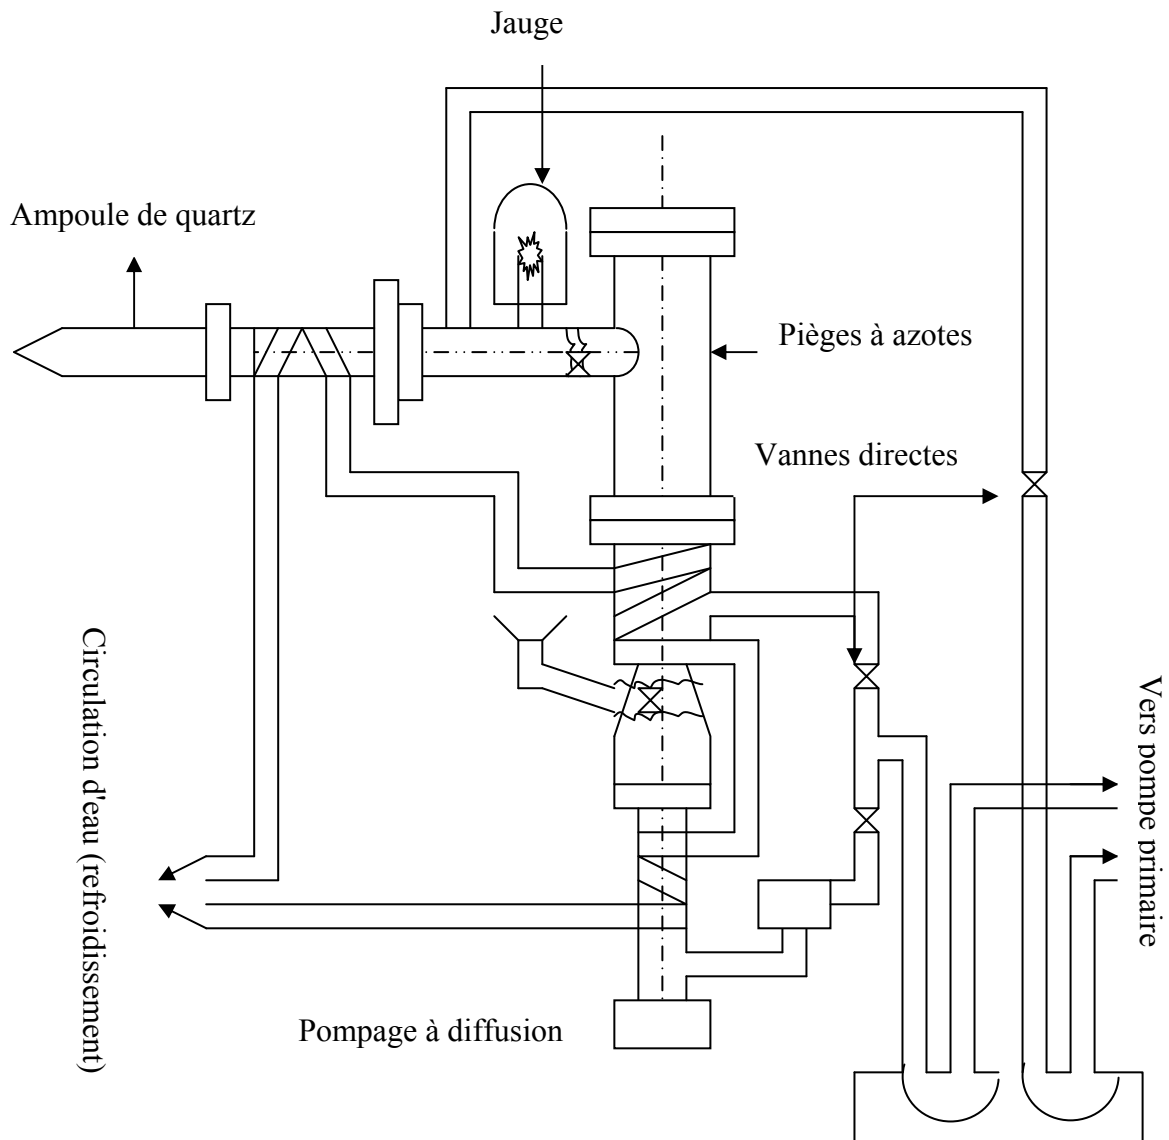 Jauge
Ampoule de quartz
Pièges à azotes
Vannes directes
Circulation d'eau (refroidissement)
Vers pompe primaire
Pompage à diffusion